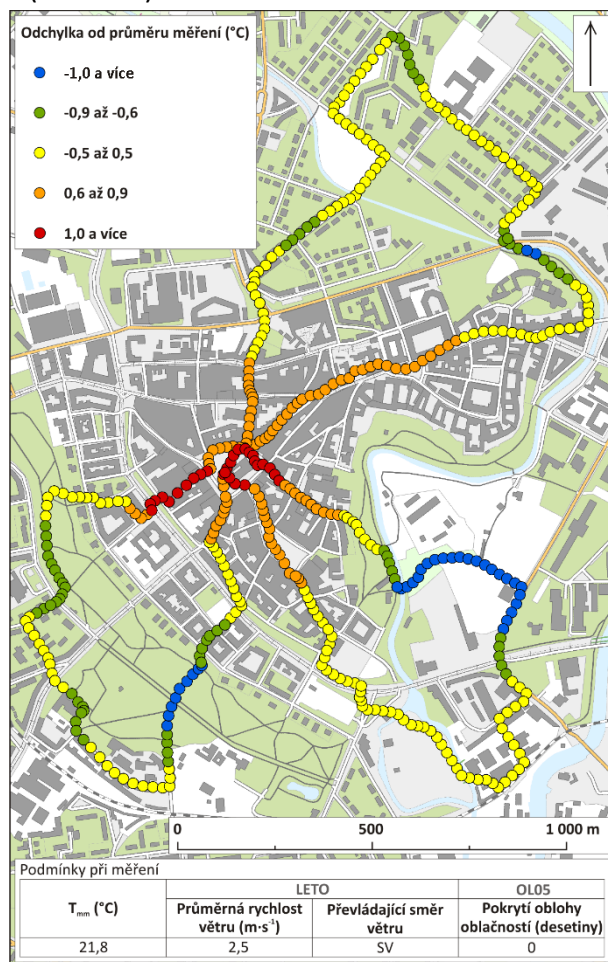 Odchylka od průměru měření (°C)
-1,0 a více
-0,9 až -0,6
-0,5 až 0,5
0,6 až 0,9
1,0 a více
0 500 1 000 m
Podmínky při měření
LETO OL05
Tmm (°C) Průměrná rychlost Převládající směr Pokrytí oblohy
větru (m·s⁻¹) větru oblačností (desetiny)
21,8 2,5 SV 0